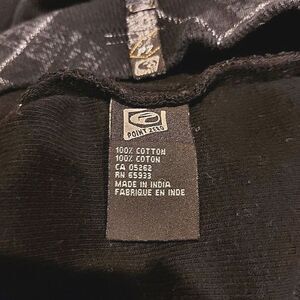 POINT ZERO
100% COTTON
100% COTON
CA 05262
RN 65933
MADE IN INDIA
FABRIQUE EN INDE